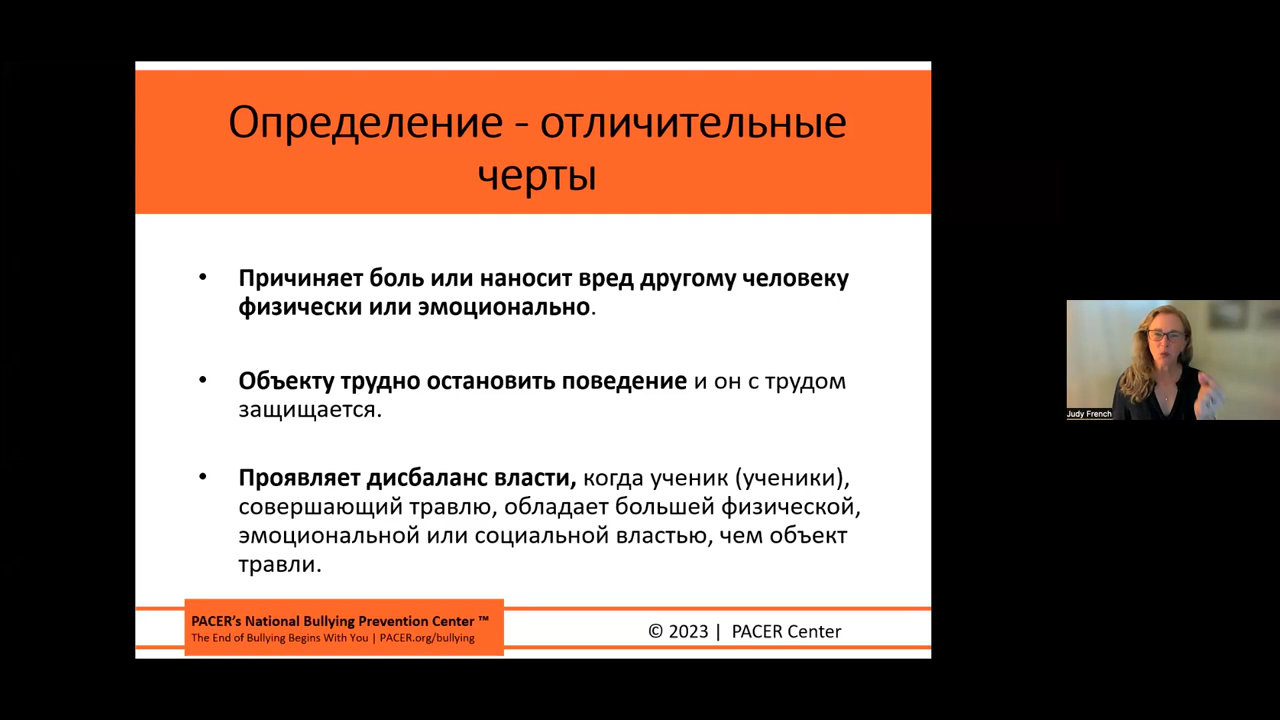 Определение - отличительные
черты
• Причиняет боль или наносит вред другому человеку
физически или эмоционально.
• Объекту трудно остановить поведение и он с трудом
защищается.
• Проявляет дисбаланс власти, когда ученик (ученики),
совершающий травлю, обладает большей физической,
эмоциональной или социальной властью, чем объект
травли.
PACER's National Bullying Prevention Center ™
The End of Bullying Begins With You | PACER.org/bullying
© 2023 | PACER Center
Judy French